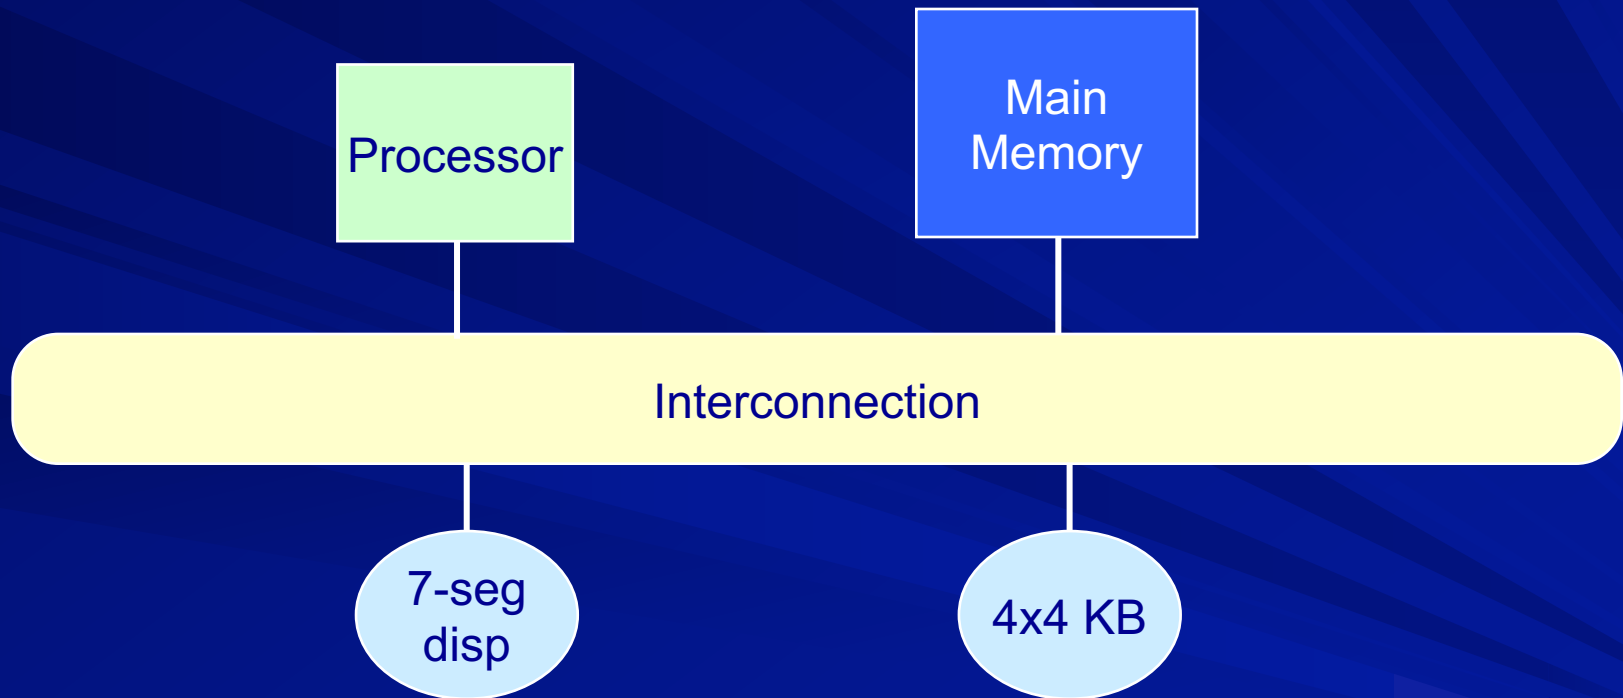 Processor
Main
Memory
Interconnection
7-seg
disp
4x4 KB